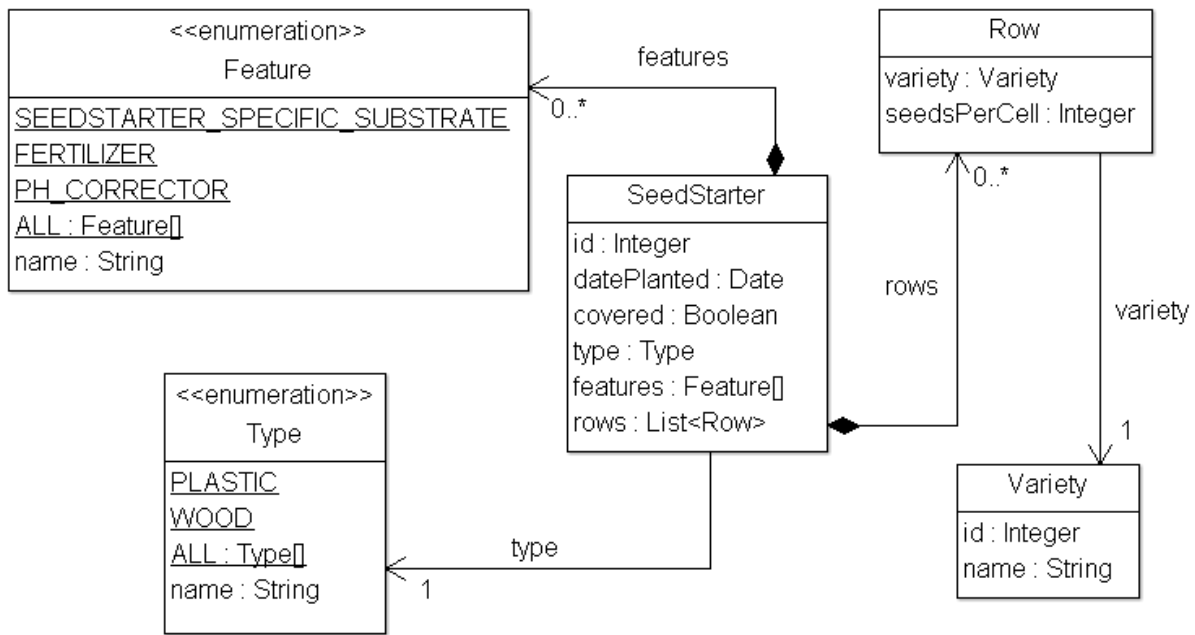 <<enumeration>>
Feature
SEEDSTARTER_SPECIFIC_SUBSTRATE
FERTILIZER
PH_CORRECTOR
ALL : Feature[]
name : String
features
0..*
Row
variety : Variety
seedsPerCell : Integer
SeedStarter
id : Integer
datePlanted : Date
covered : Boolean
type : Type
features : Feature[]
rows : List<Row>
0..*
rows
variety
1
<<enumeration>>
Type
PLASTIC
WOOD
ALL : Type[]
name : String
type
1
Variety
id : Integer
name : String